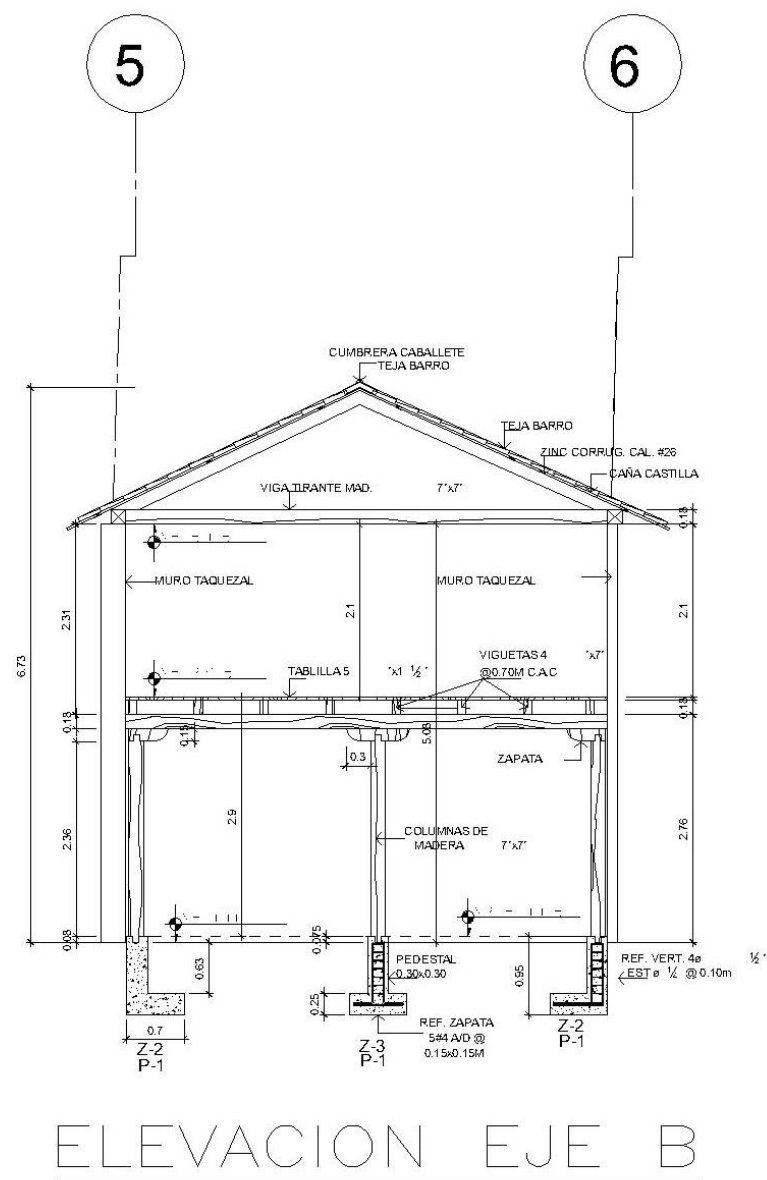 5
6
CUMBRERA CABALLETE
TEJA BARRO
TEJA BARRO
ZINC CORRUG. CAL. #26
CAÑA CASTILLA
VIGA TIRANTE MAD. 7"x7"
0.18
MURO TAQUEZAL
MURO TAQUEZAL
2.31
2.1
2.1
6.73
TABLILLA 5 "x1 ½"
VIGUETAS 4 "x7"
@0.70M C.A.C
0.18
0.18
0.15
5.03
0.3
ZAPATA
2.36
2.9
COLUMNAS DE
MADERA 7"x7"
2.76
0.08
0.075
0.63
PEDESTAL
0.30x0.30
0.95
REF. VERT. 4ø ½"
EST ø ¼ @ 0.10m
0.25
0.7
REF. ZAPATA
5#4 A/D @
0.15x0.15M
Z-2
P-1
Z-3
P-1
Z-2
P-1
ELEVACION EJE B